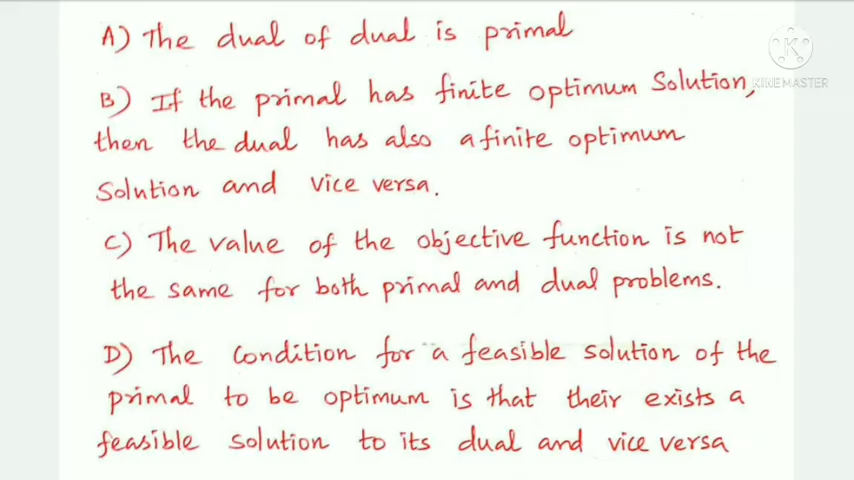 A) The dual of dual is primal
KINEMASTER
B) If the primal has finite optimum Solution,
then the dual has also a finite optimum
Solution and vice versa.
C) The value of the objective function is not
the same for both primal and dual problems.
D) The condition for a feasible solution of the
primal to be optimum is that their exists a
feasible solution to its dual and vice versa